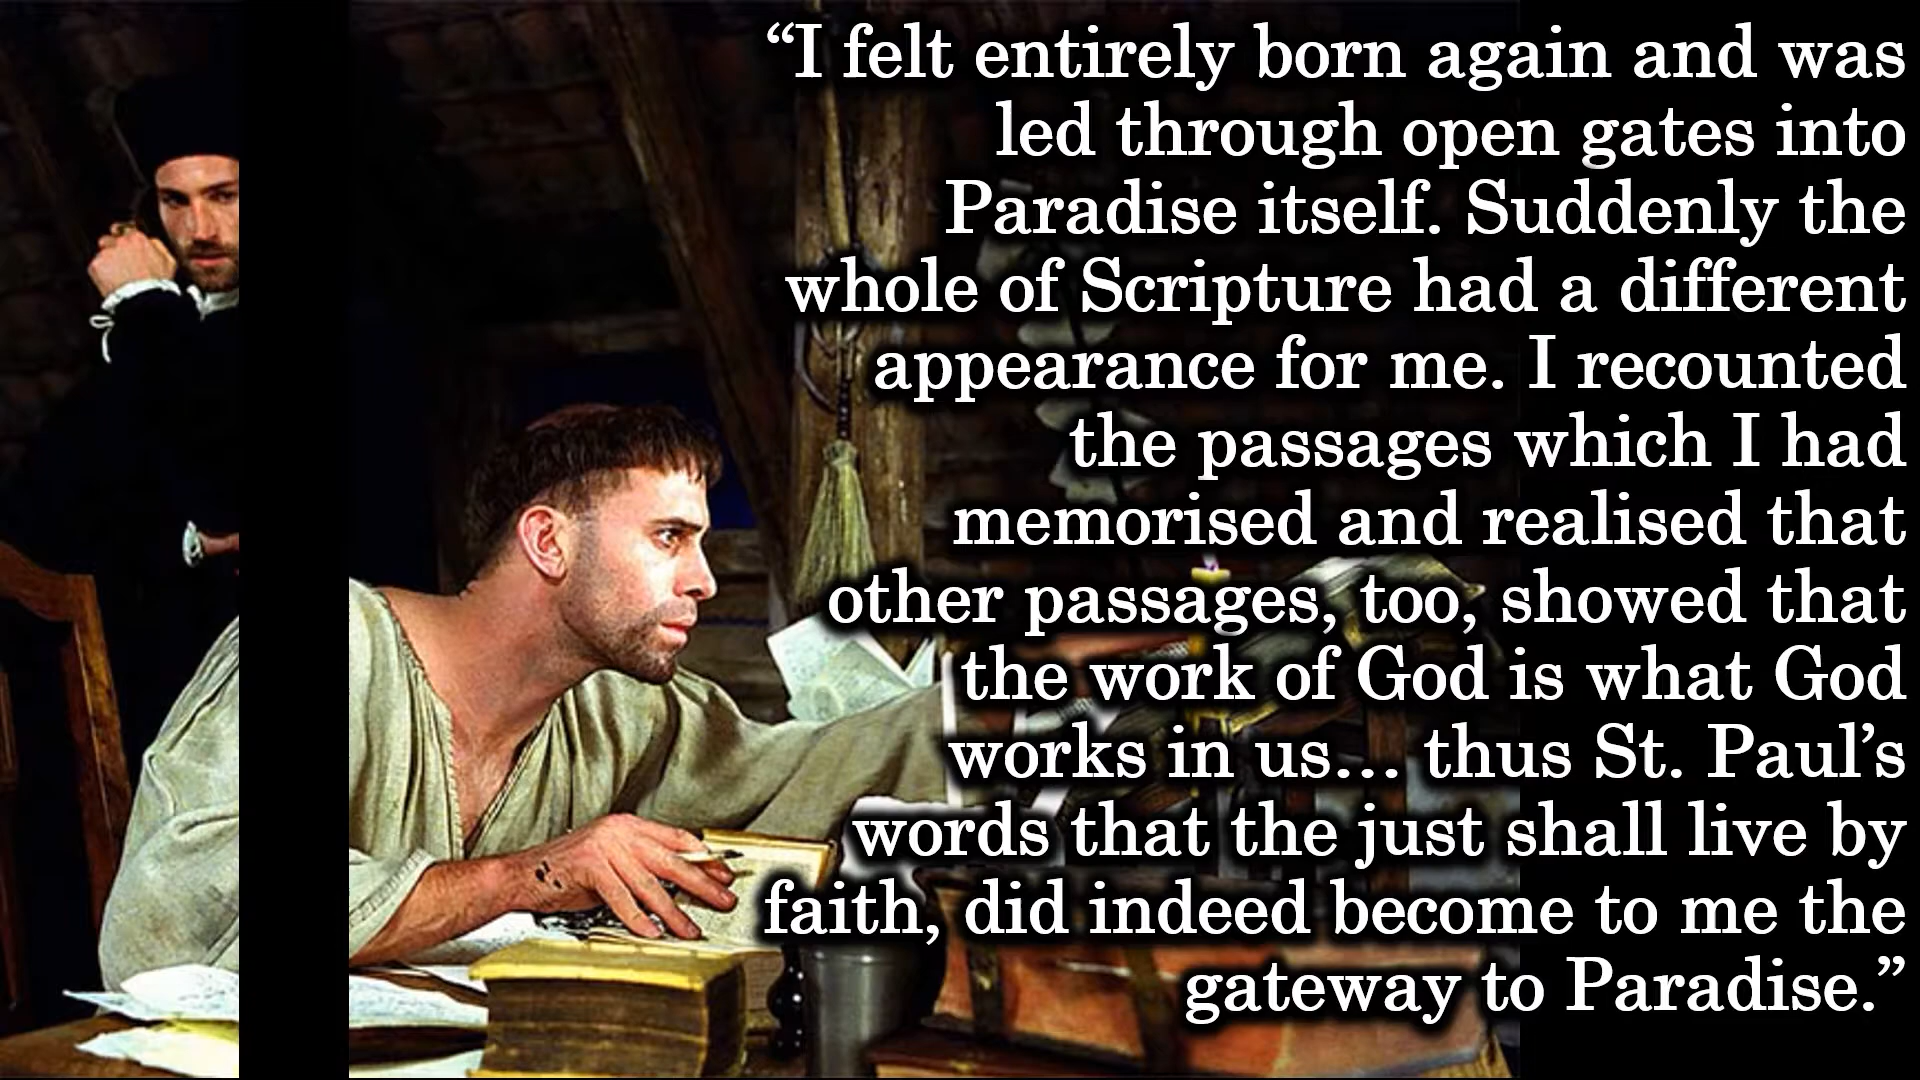 “I felt entirely born again and was
led through open gates into
Paradise itself. Suddenly the
whole of Scripture had a different
appearance for me. I recounted
the passages which I had
memorised and realised that
other passages, too, showed that
the work of God is what God
works in us… thus St. Paul’s
words that the just shall live by
faith, did indeed become to me the
gateway to Paradise.”